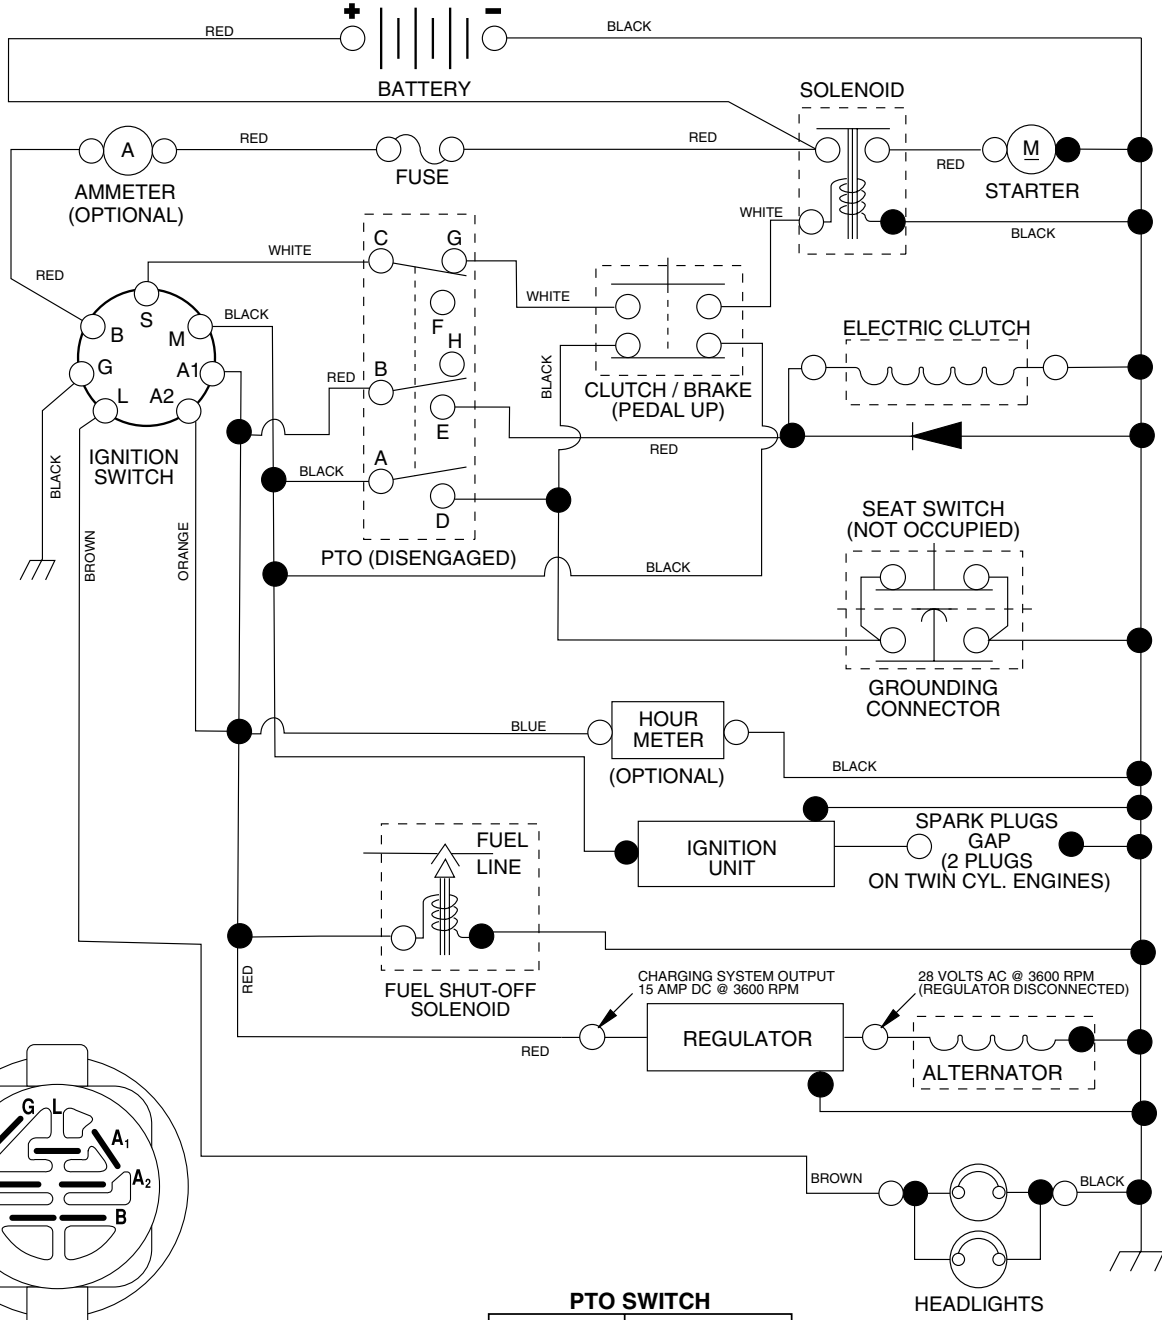 + -
RED
BLACK
BATTERY
SOLENOID
A
RED
FUSE
RED
RED
M
AMMETER
(OPTIONAL)
STARTER
WHITE
BLACK
RED
WHITE
C
G
S
B
M
BLACK
F
WHITE
G
A1
H
ELECTRIC CLUTCH
L
A2
RED
B
BLACK
CLUTCH / BRAKE
(PEDAL UP)
E
RED
IGNITION
SWITCH
BLACK
BLACK
A
D
SEAT SWITCH
(NOT OCCUPIED)
BROWN
ORANGE
PTO (DISENGAGED)
BLACK
GROUNDING
CONNECTOR
BLUE
HOUR
METER
(OPTIONAL)
BLACK
IGNITION
UNIT
SPARK PLUGS
GAP
(2 PLUGS
ON TWIN CYL. ENGINES)
FUEL
LINE
FUEL SHUT-OFF
SOLENOID
RED
CHARGING SYSTEM OUTPUT
15 AMP DC @ 3600 RPM
28 VOLTS AC @ 3600 RPM
(REGULATOR DISCONNECTED)
RED
REGULATOR
ALTERNATOR
G
L
A1
A2
B
BROWN
BLACK
HEADLIGHTS
PTO SWITCH